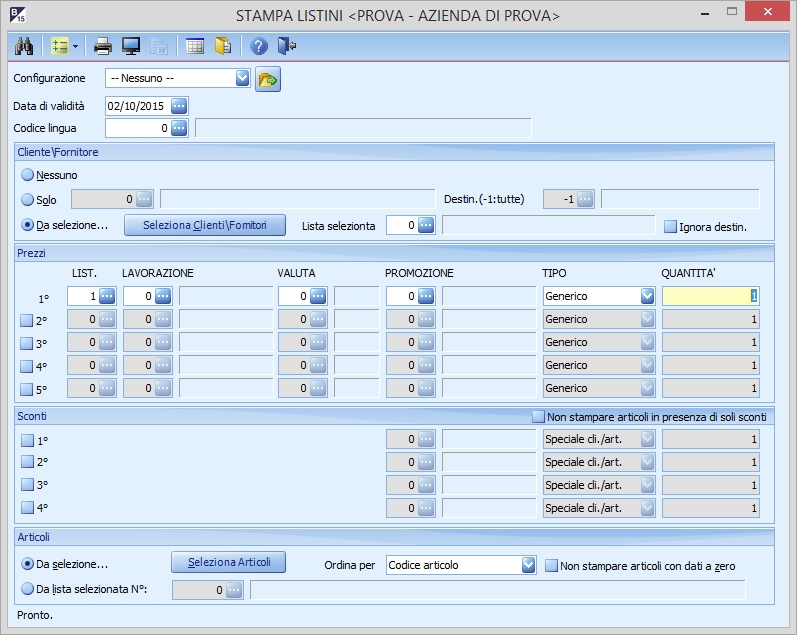 B 15 STAMPA LISTINI <PROVA - AZIENDA DI PROVA>
Configurazione -- Nessuno --
Data di validità 02/10/2015
Codice lingua 0
Cliente\Fornitore
Nessuno
Solo 0 Destin.(-1:tutte) -1
Da selezione... Seleziona Clienti\Fornitori Lista selezionta 0 Ignora destin.
Prezzi
LIST. LAVORAZIONE VALUTA PROMOZIONE TIPO QUANTITA'
1° 1 0 0 0 Generico 1
2° 0 0 0 0 Generico 1
3° 0 0 0 0 Generico 1
4° 0 0 0 0 Generico 1
5° 0 0 0 0 Generico 1
Sconti Non stampare articoli in presenza di soli sconti
1° 0 Speciale cli./art. 1
2° 0 Speciale cli./art. 1
3° 0 Speciale cli./art. 1
4° 0 Speciale cli./art. 1
Articoli
Da selezione... Seleziona Articoli Ordina per Codice articolo Non stampare articoli con dati a zero
Da lista selezionata N°: 0
Pronto.